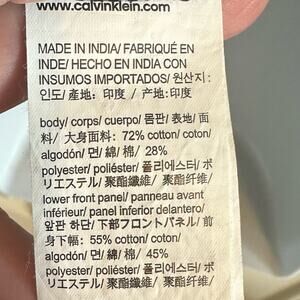 www.calvinklein.com
MADE IN INDIA/ FABRIQUÉ EN
INDE/ HECHO EN INDIA CON
INSUMOS IMPORTADOS/ 원산지:
인도/ 產地: 印度 / 产地:印度
body/ corps/ cuerpo/ 몸판/ 表地/ 面
料/ 大身面料: 72% cotton/ coton/
algodón/ 면/ 綿/ 棉/ 28%
polyester/ poliéster/ 폴리에스터/ ポ
リエステル/ 聚酯纖維/ 聚酯纤维/
lower front panel/ panneau avant
inférieur/ panel inferior delantero/
앞판 하단/ 下部フロントパネル/ 前
身下幅: 55% cotton/ coton/
algodón/ 면/ 綿/ 棉/ 45%
polyester/ poliéster/ 폴리에스터/ ポ
リエステル/ 聚酯纖維/ 聚酯纤维/